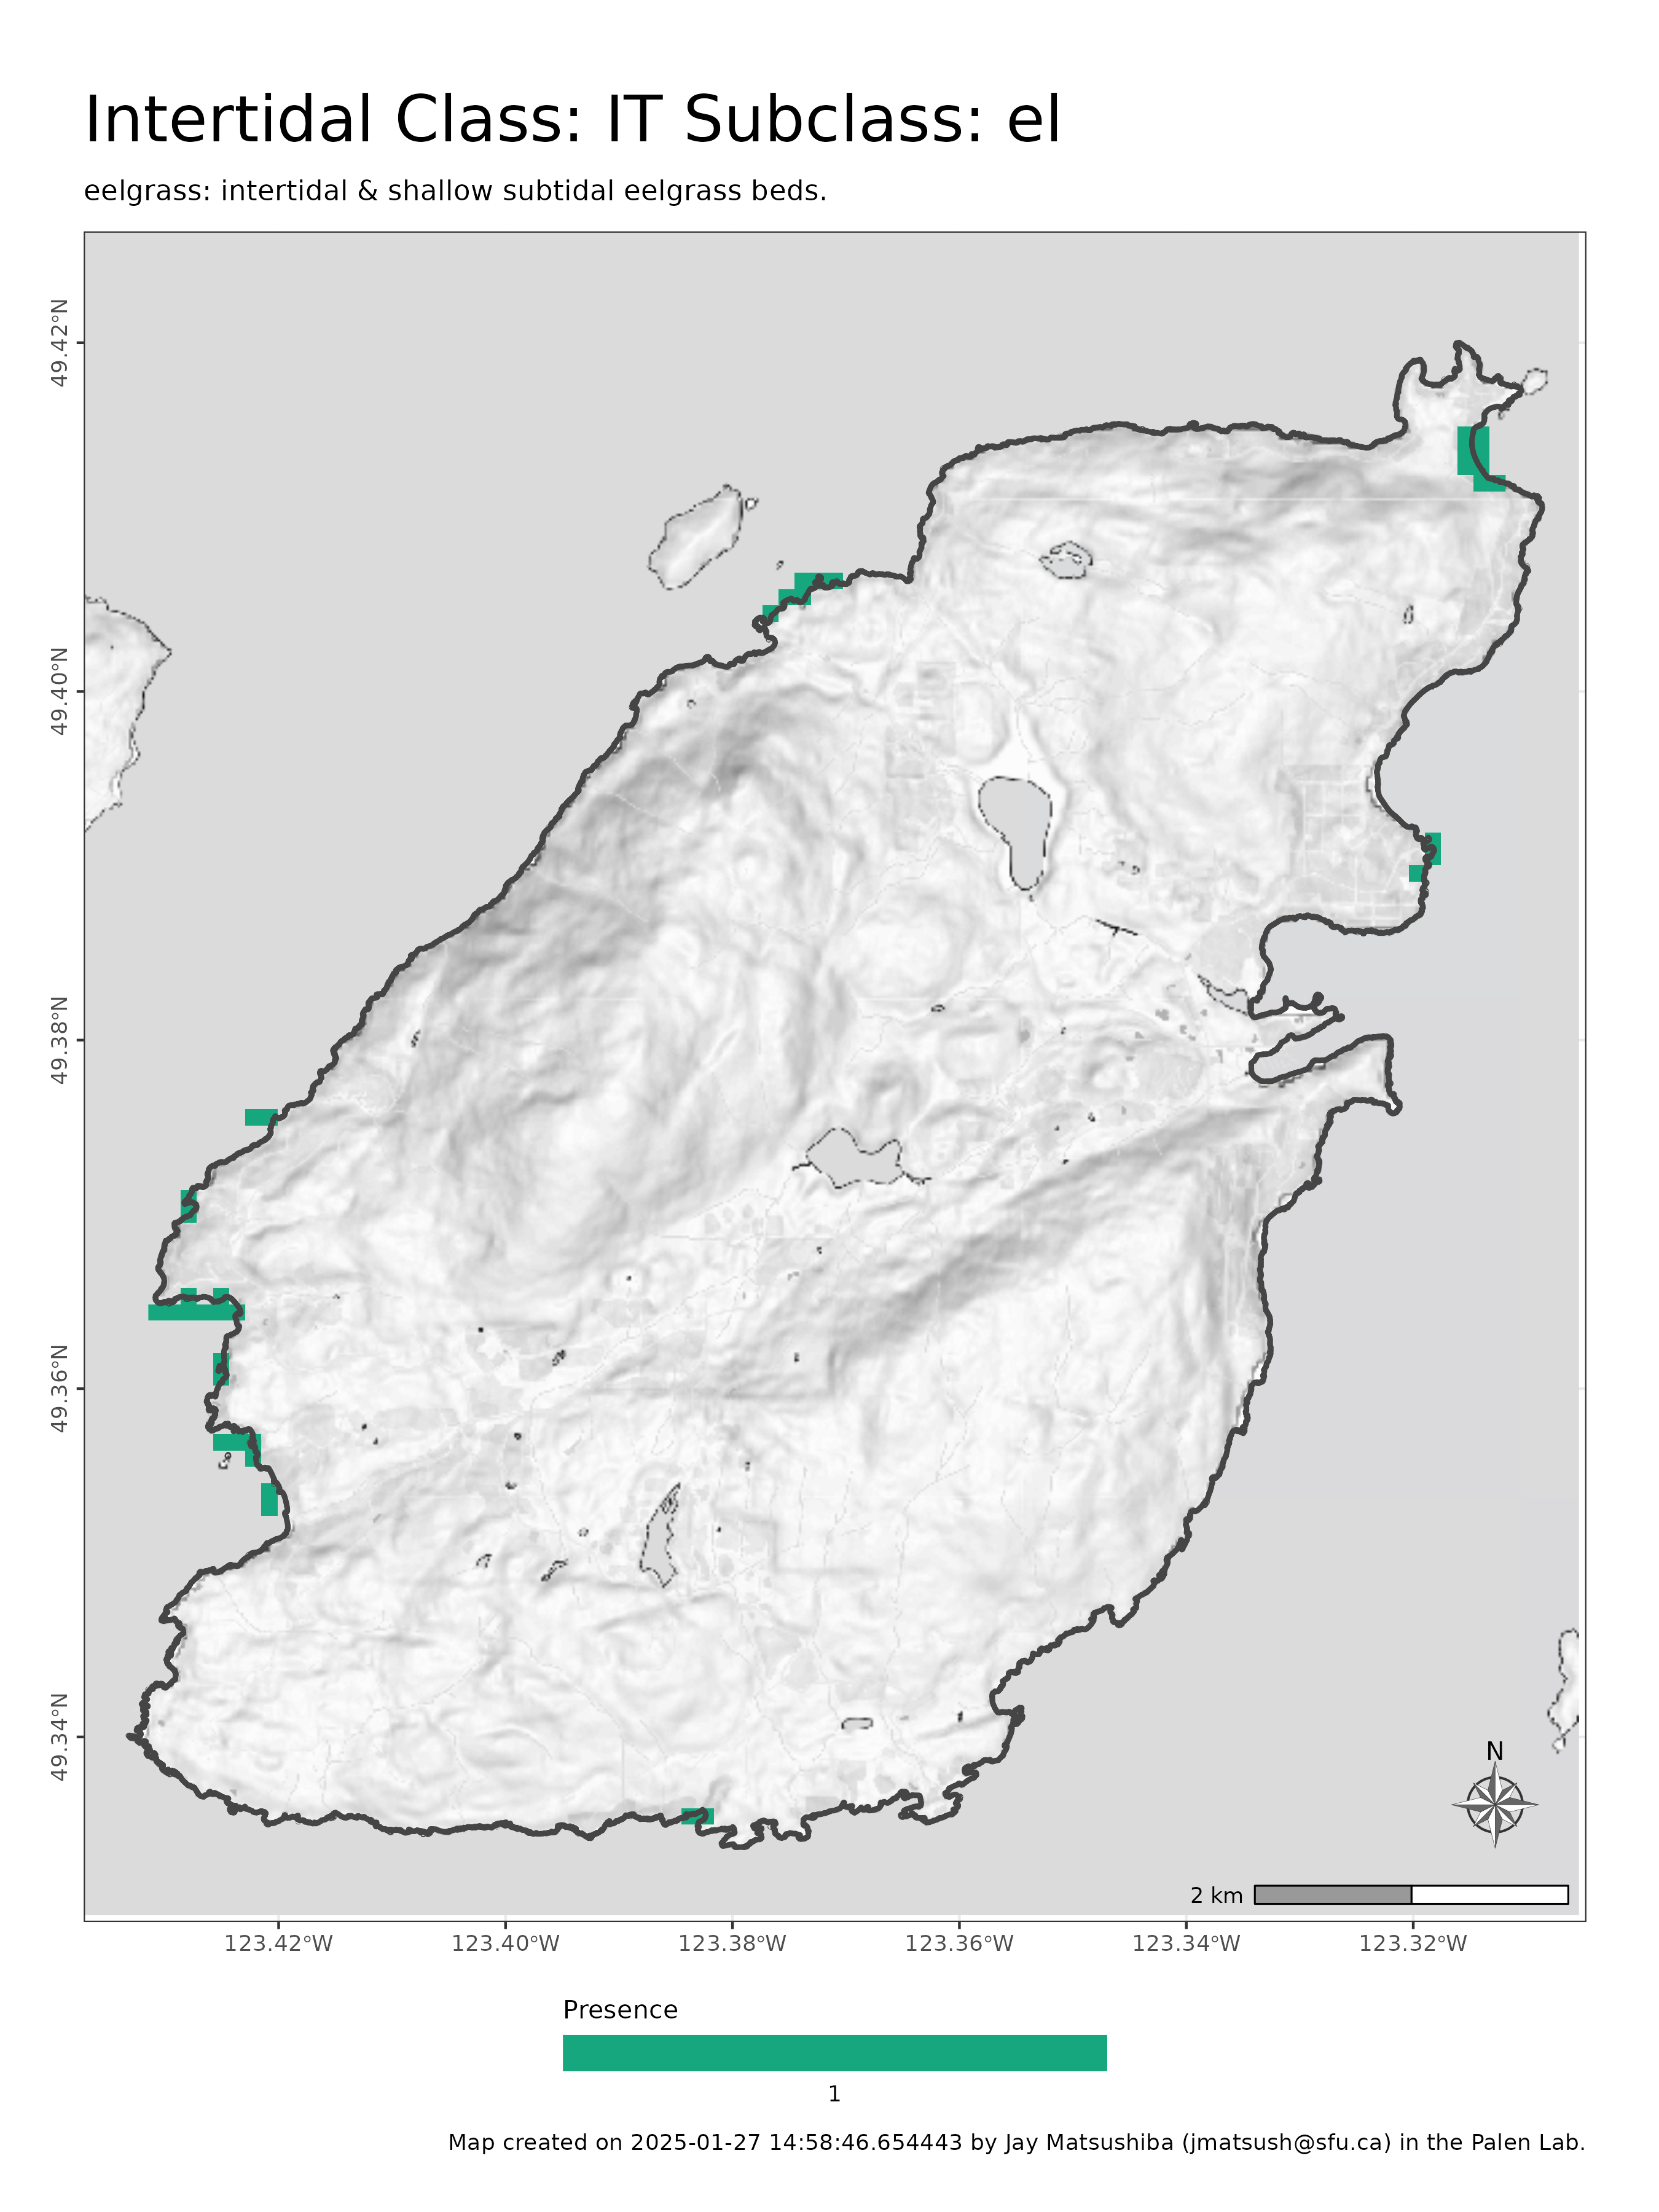 Intertidal Class: IT Subclass: el
eelgrass: intertidal & shallow subtidal eelgrass beds.
49.42°N
49.40°N
49.38°N
49.36°N
49.34°N
N
2 km
123.42°W 123.40°W 123.38°W 123.36°W 123.34°W 123.32°W
Presence
1
Map created on 2025-01-27 14:58:46.654443 by Jay Matsushiba (jmatsush@sfu.ca) in the Palen Lab.